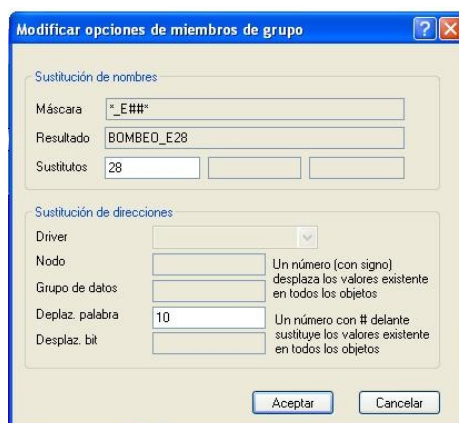 Modificar opciones de miembros de grupo
Sustitución de nombres
Máscara *_E##*
Resultado BOMBEO_E28
Sustitutos 28
Sustitución de direcciones
Driver
Nodo
Un número (con signo)
desplaza los valores existente
en todos los objetos
Grupo de datos
Deplaz. palabra 10
Desplaz. bit
Un número con # delante
sustituye los valores existente
en todos los objetos
Aceptar Cancelar